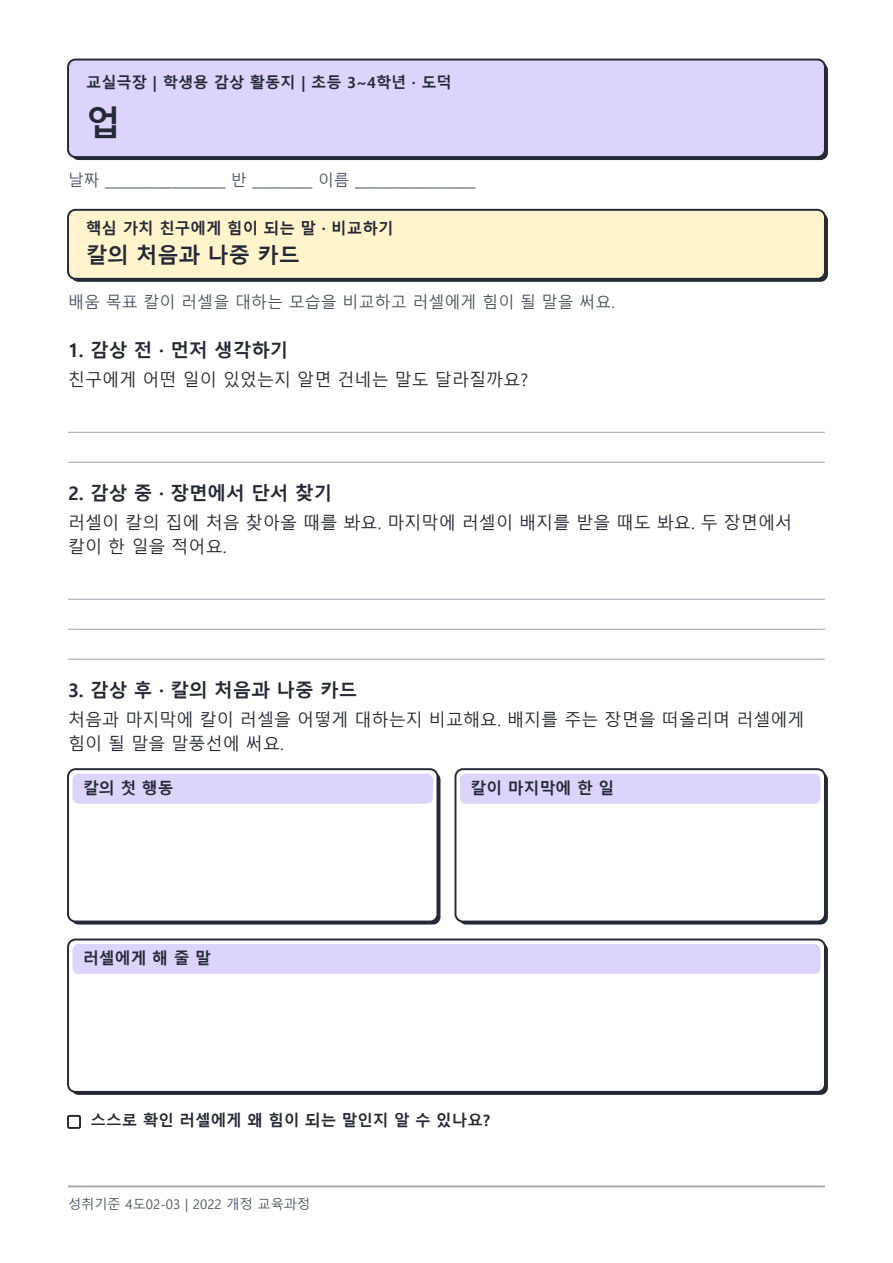 교실극장 | 학생용 감상 활동지 | 초등 3~4학년 · 도덕
업
날짜 ________________ 반 ________ 이름 ________________
핵심 가치 친구에게 힘이 되는 말 · 비교하기
칼의 처음과 나중 카드
배움 목표 칼이 러셀을 대하는 모습을 비교하고 러셀에게 힘이 될 말을 써요.
1. 감상 전 · 먼저 생각하기
친구에게 어떤 일이 있었는지 알면 건네는 말도 달라질까요?
2. 감상 중 · 장면에서 단서 찾기
러셀이 칼의 집에 처음 찾아올 때를 봐요. 마지막에 러셀이 배지를 받을 때도 봐요. 두 장면에서
칼이 한 일을 적어요.
3. 감상 후 · 칼의 처음과 나중 카드
처음과 마지막에 칼이 러셀을 어떻게 대하는지 비교해요. 배지를 주는 장면을 떠올리며 러셀에게
힘이 될 말을 말풍선에 써요.
칼의 첫 행동
칼이 마지막에 한 일
러셀에게 해 줄 말
스스로 확인 러셀에게 왜 힘이 되는 말인지 알 수 있나요?
성취기준 4도02-03 | 2022 개정 교육과정